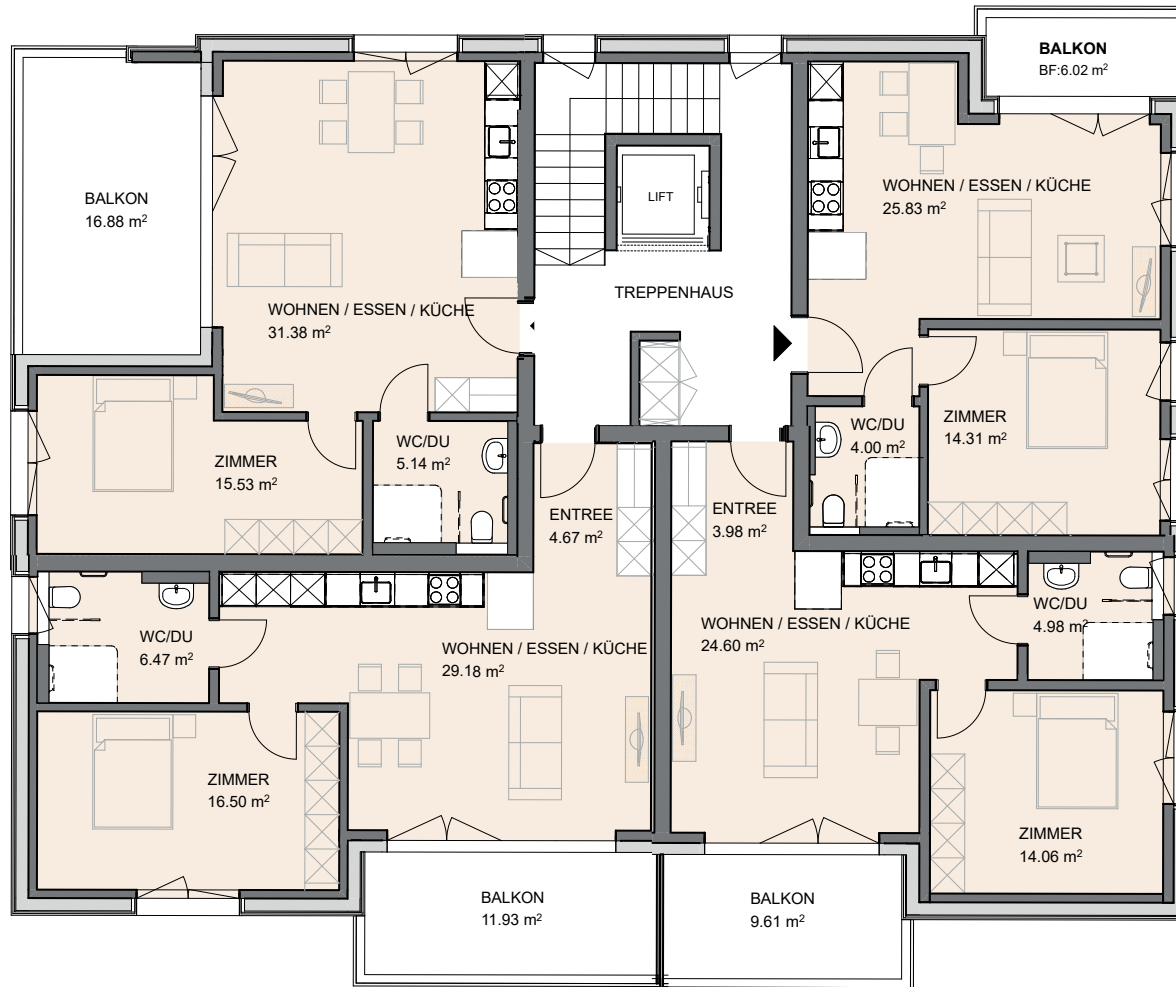 BALKON
BF:6.02 m²
BALKON
16.88 m²
WOHNEN / ESSEN / KÜCHE
25.83 m²
LIFT
TREPPENHAUS
WOHNEN / ESSEN / KÜCHE
31.38 m²
ZIMMER
15.53 m²
WC/DU
5.14 m²
WC/DU
4.00 m²
ZIMMER
14.31 m²
ENTREE
4.67 m²
ENTREE
3.98 m²
WC/DU
6.47 m²
WOHNEN / ESSEN / KÜCHE
29.18 m²
WOHNEN / ESSEN / KÜCHE
24.60 m²
WC/DU
4.98 m²
ZIMMER
16.50 m²
ZIMMER
14.06 m²
BALKON
11.93 m²
BALKON
9.61 m²